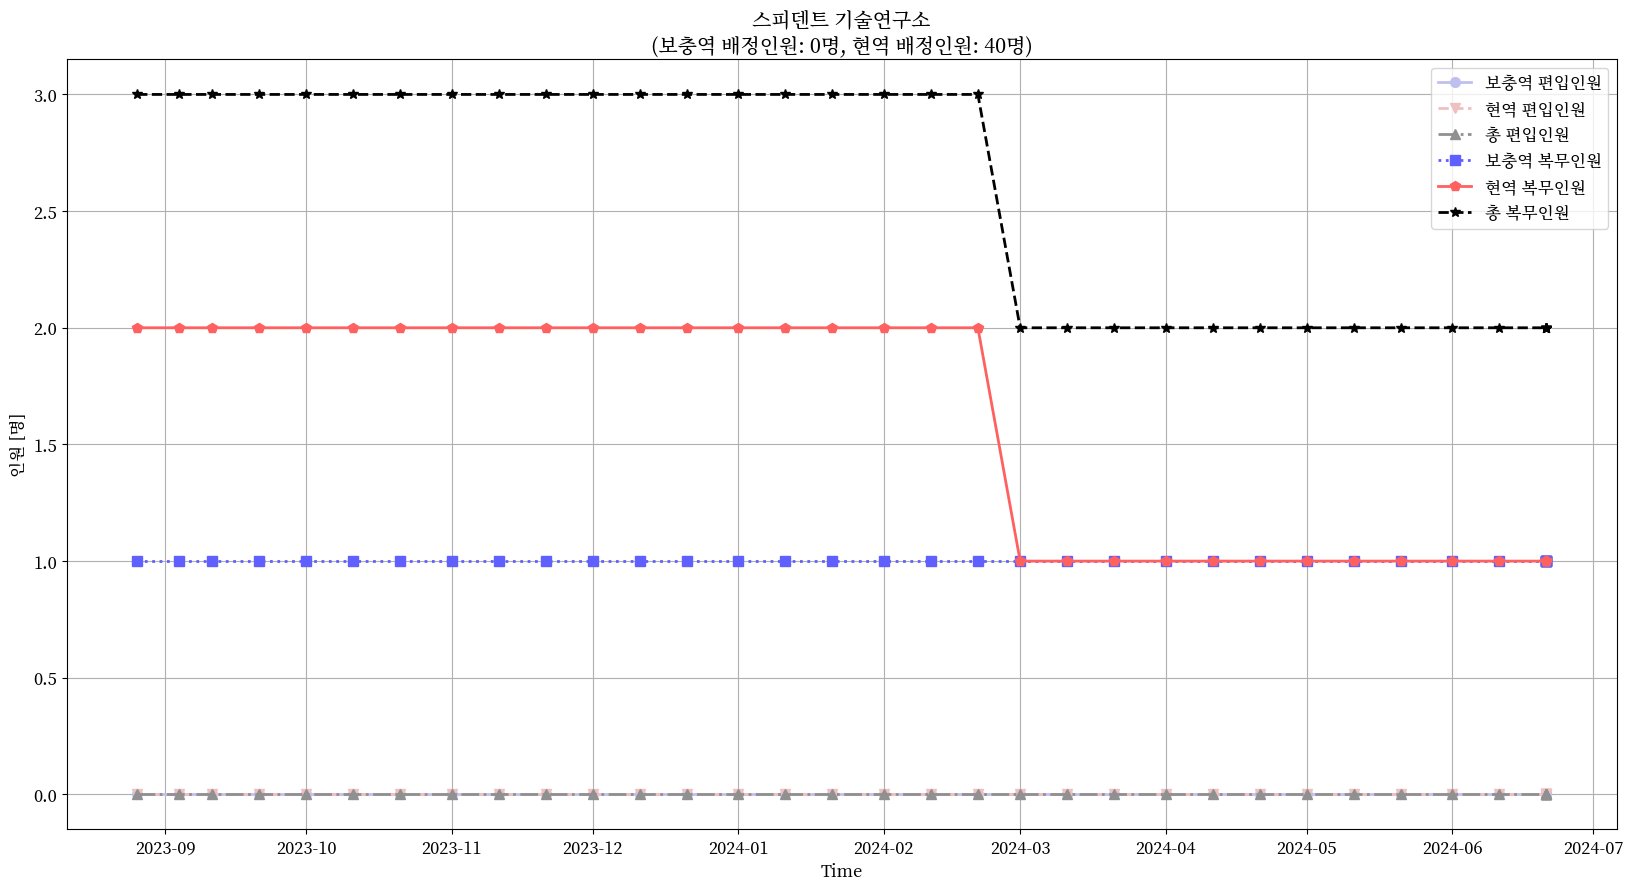 스피덴트 기술연구소
(보충역 배정인원: 0명, 현역 배정인원: 40명)
보충역 편입인원
현역 편입인원
총 편입인원
보충역 복무인원
현역 복무인원
총 복무인원
인원 [명]
3.0
2.5
2.0
1.5
1.0
0.5
0.0
2023-09
2023-10
2023-11
2023-12
2024-01
2024-02
2024-03
2024-04
2024-05
2024-06
2024-07
Time